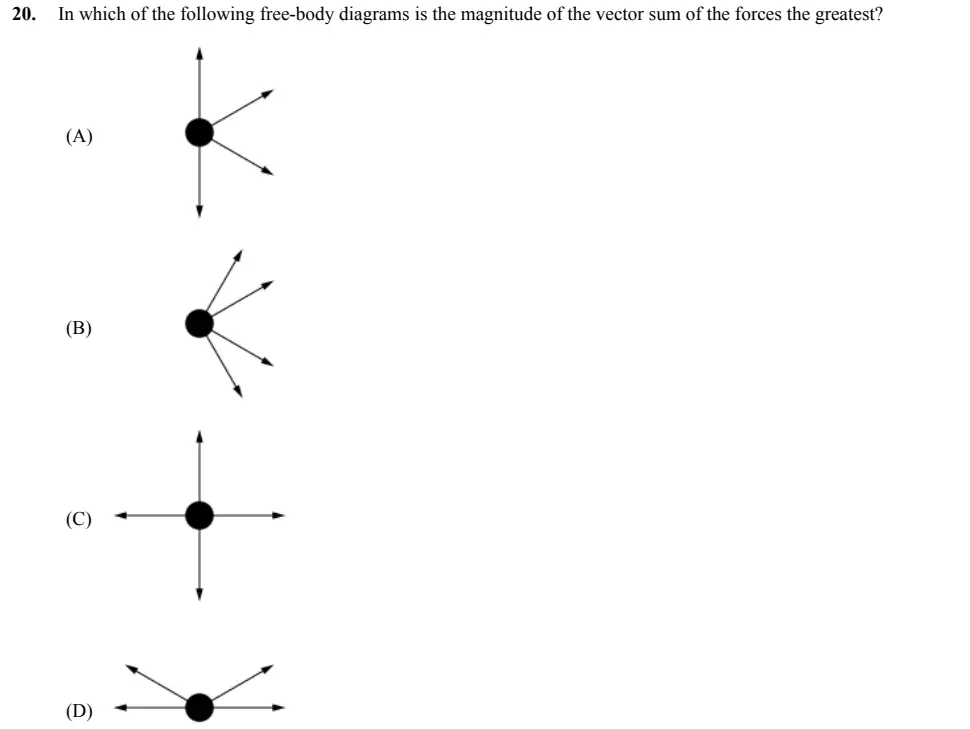 20. In which of the following free-body diagrams is the magnitude of the vector sum of the forces the greatest?
(A)
(B)
(C)
(D)